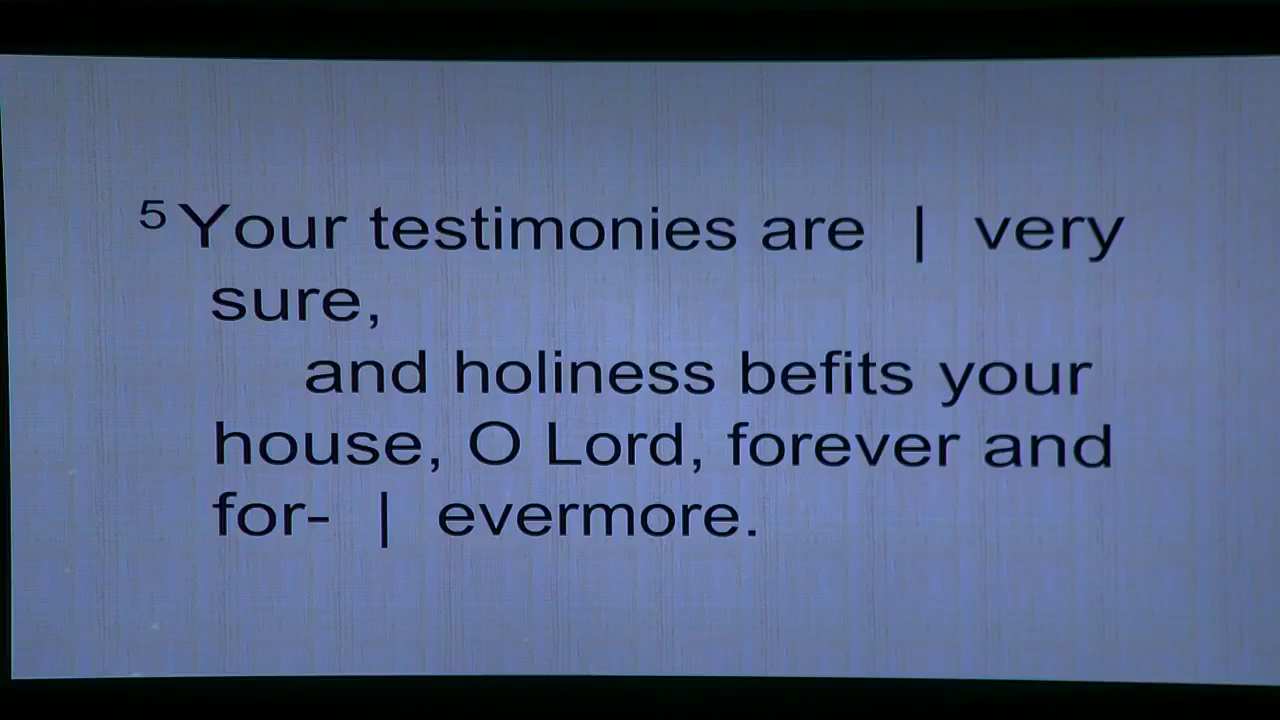 5 Your testimonies are | very
sure,
and holiness befits your
house, O Lord, forever and
for- | evermore.